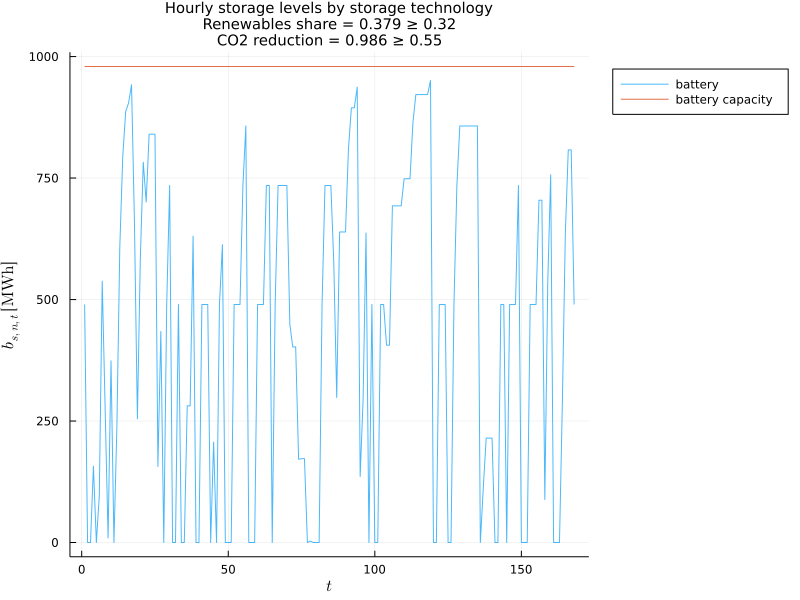 Hourly storage levels by storage technology
Renewables share = 0.379 ≥ 0.32
CO2 reduction = 0.986 ≥ 0.55
1000
750
500
250
0
b_{s, n, t} [MWh]
0
50
100
150
t
battery
battery capacity